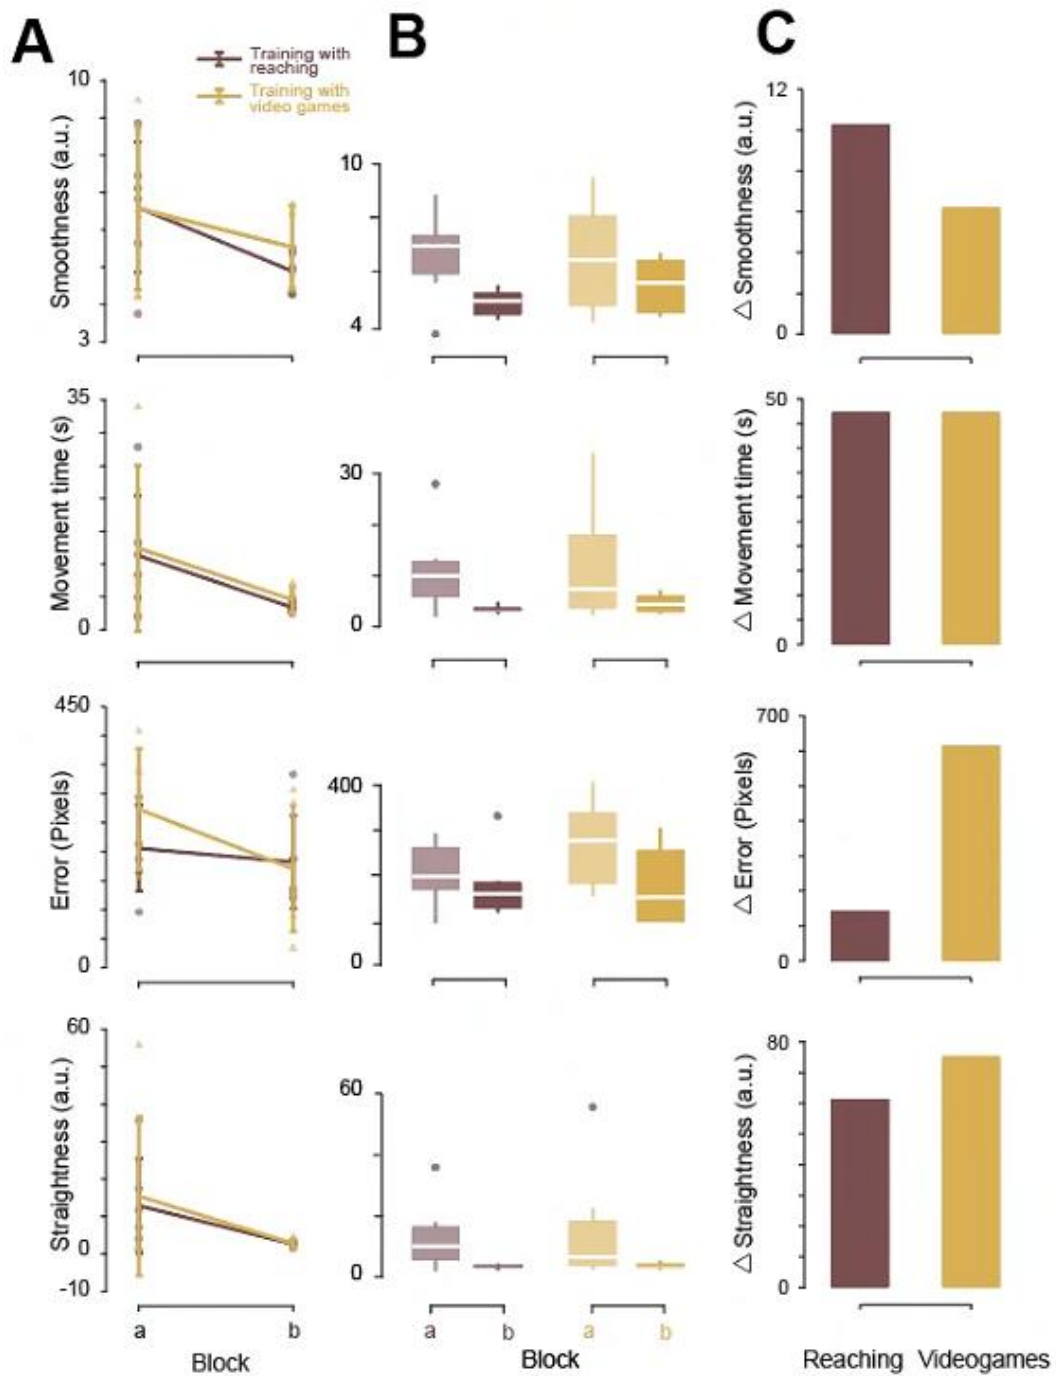 A
B
C
Training with
reaching
Training with
video games
10
Smoothness (a.u.)
3
10
4
12
△ Smoothness (a.u.)
0
35
Movement time (s)
0
30
0
50
△ Movement time (s)
0
450
Error (Pixels)
0
400
0
700
△ Error (Pixels)
0
60
Straightness (a.u.)
0
-10
60
0
80
△ Straightness (a.u.)
0
a
b
Block
a
b
a
b
Block
Reaching
Videogames